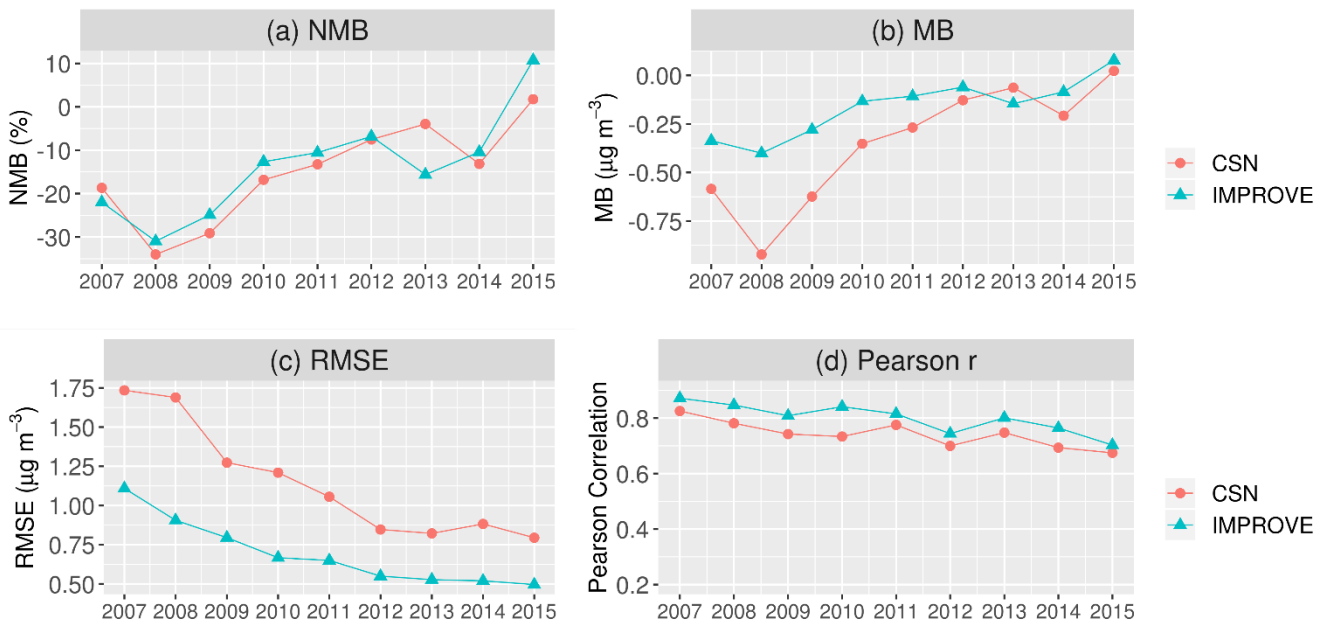 (a) NMB
NMB (%)
10
0
-10
-20
-30
2007 2008 2009 2010 2011 2012 2013 2014 2015
(b) MB
MB (µg m⁻³)
0.00
-0.25
-0.50
-0.75
2007 2008 2009 2010 2011 2012 2013 2014 2015
CSN
IMPROVE
(c) RMSE
RMSE (µg m⁻³)
1.75
1.50
1.25
1.00
0.75
0.50
2007 2008 2009 2010 2011 2012 2013 2014 2015
(d) Pearson r
Pearson Correlation
0.8
0.6
0.4
0.2
2007 2008 2009 2010 2011 2012 2013 2014 2015
CSN
IMPROVE